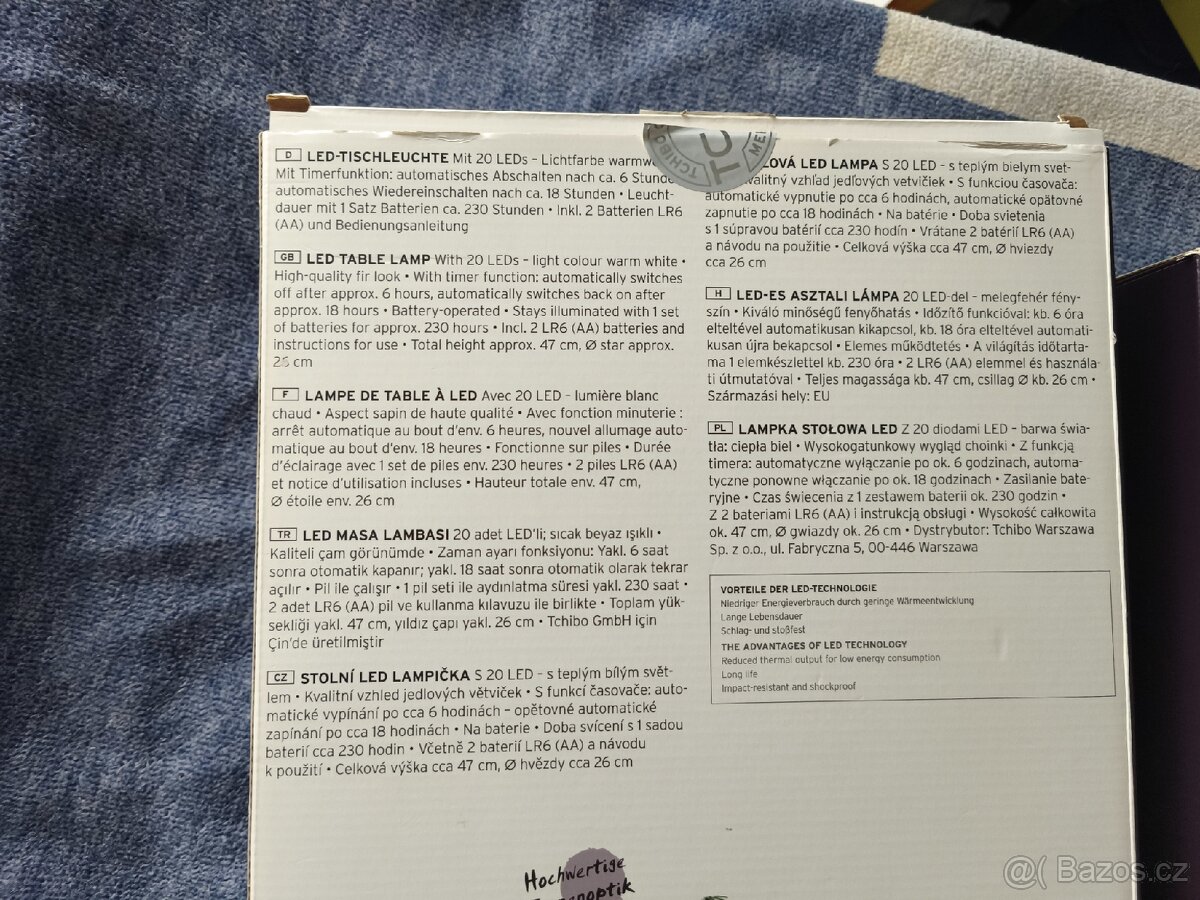 D LED-TISCHLEUCHTE Mit 20 LEDs – Lichtfarbe
Mit Timerfunktion: automatisches Abschalten nach ca. 6
automatisches Wiedereinschalten nach ca. 18 Stunden • Leucht-
dauer mit 1 Satz Batterien ca. 230 Stunden • Inkl. 2 Batterien LR6
(AA) und Bedienungsanleitung
GB LED TABLE LAMP With 20 LEDs – light colour warm white •
High-quality fir look • With timer function: automatically switches
off after approx. 6 hours, automatically switches back on after
approx. 18 hours • Battery-operated • Stays illuminated with 1 set
of batteries for approx. 230 hours • Incl. 2 LR6 (AA) batteries and
instructions for use • Total height approx. 47 cm, Ø star approx.
26 cm
F LAMPE DE TABLE À LED Avec 20 LED – lumière blanc
chaud • Aspect sapin de haute qualité • Avec fonction minuterie :
arrêt automatique au bout d'env. 6 heures, nouvel allumage auto-
matique au bout d'env. 18 heures • Fonctionne sur piles • Durée
d'éclairage avec 1 set de piles env. 230 heures • 2 piles LR6 (AA)
et notice d'utilisation incluses • Hauteur totale env. 47 cm,
Ø étoile env. 26 cm
TR LED MASA LAMBASI 20 adet LED'li; sıcak beyaz ışıklı •
Kaliteli çam görünümde • Zaman ayarı fonksiyonu: Yakl. 6 saat
sonra otomatik kapanır; yakl. 18 saat sonra otomatik olarak tekrar
açılır • Pil ile çalışır • 1 pil seti ile aydınlatma süresi yakl. 230 saat •
2 adet LR6 (AA) pil ve kullanma kılavuzu ile birlikte • Toplam yük-
sekliği yakl. 47 cm, yıldız çapı yakl. 26 cm • Tchibo GmbH için
Çin'de üretilmiştir
CZ STOLNÍ LED LAMPIČKA S 20 LED – s teplým bílým svět-
lem • Kvalitní vzhled jedlových větviček • S funkcí časovače: auto-
matické vypínání po cca 6 hodinách – opětovné automatické
zapínání po cca 18 hodinách • Na baterie • Doba svícení s 1 sadou
baterií cca 230 hodin • Včetně 2 baterií LR6 (AA) a návodu
k použití • Celková výška cca 47 cm, Ø hvězdy cca 26 cm
TCHIBO TC
LED LAMPA S 20 LED – s teplým bielym svet-
vzhľad jedľových vetvičiek • S funkciou časovača:
automatické vypnutie po cca 6 hodinách, automatické opätovné
zapnutie po cca 18 hodinách • Na batérie • Doba svietenia
s 1 súpravou batérií cca 230 hodín • Vrátane 2 batérií LR6 (AA)
a návodu na použitie • Celková výška cca 47 cm, Ø hviezdy
cca 26 cm
H LED-ES ASZTALI LÁMPA 20 LED-del – melegfehér fény-
szín • Kiváló minőségű fenyőhatás • Időzítő funkcióval: kb. 6 óra
elteltével automatikusan kikapcsol, kb. 18 óra elteltével automati-
kusan újra bekapcsol • Elemes működtetés • A világítás időtarta-
ma 1 elemkészlettel kb. 230 óra • 2 LR6 (AA) elemmel és használa-
ti útmutatóval • Teljes magassága kb. 47 cm, csillag Ø kb. 26 cm •
Származási hely: EU
PL LAMPKA STOŁOWA LED Z 20 diodami LED – barwa świa-
tła: ciepła biel • Wysokogatunkowy wygląd choinki • Z funkcją
timera: automatyczne wyłączanie po ok. 6 godzinach, automa-
tyczne ponowne włączanie po ok. 18 godzinach • Zasilanie bate-
ryjne • Czas świecenia z 1 zestawem baterii ok. 230 godzin •
Z 2 bateriami LR6 (AA) i instrukcją obsługi • Wysokość całkowita
ok. 47 cm, Ø gwiazdy ok. 26 cm • Dystrybutor: Tchibo Warszawa
Sp. z o.o., ul. Fabryczna 5, 00-446 Warszawa
VORTEILE DER LED-TECHNOLOGIE
Niedriger Energieverbrauch durch geringe Wärmeentwicklung
Lange Lebensdauer
Schlag- und stoßfest
THE ADVANTAGES OF LED TECHNOLOGY
Reduced thermal output for low energy consumption
Long life
Impact-resistant and shockproof
Hochwertige
@( Bazos.cz